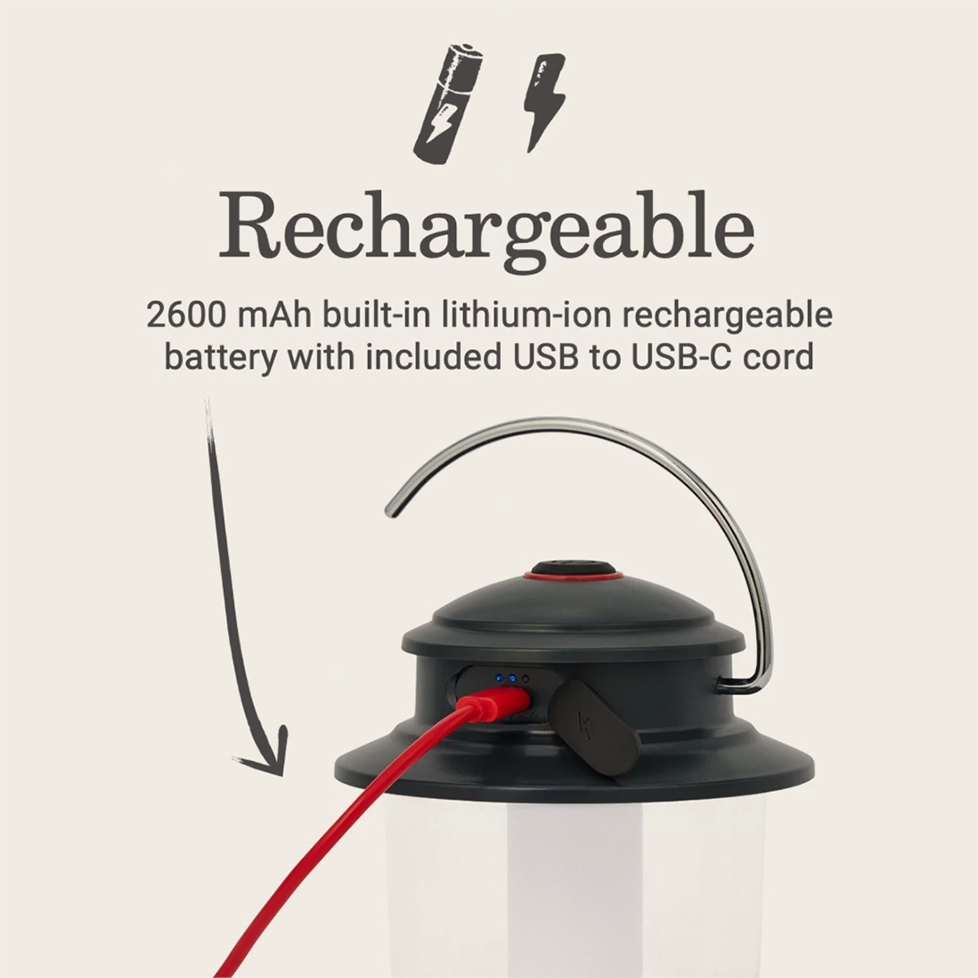 Rechargeable
2600 mAh built-in lithium-ion rechargeable
battery with included USB to USB-C cord